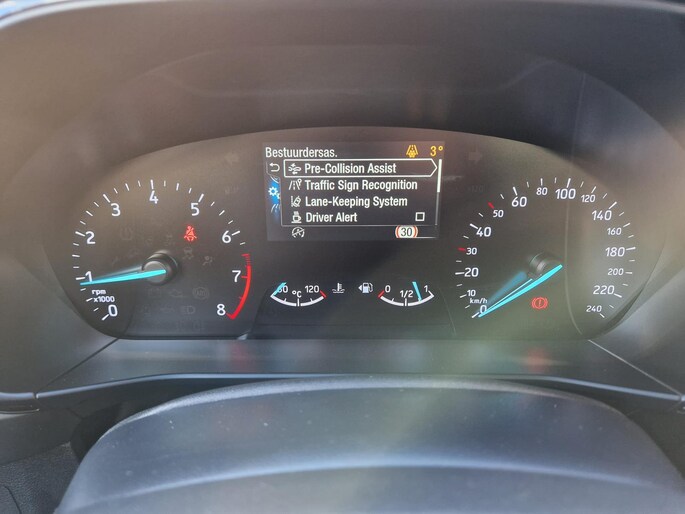 Bestuurdersas.
3°
Pre-Collision Assist
Traffic Sign Recognition
Lane-Keeping System
Driver Alert
30
0
1
2
3
4
5
6
7
8
rpm
x1000
60 °C 120
0 1/2 1
0
10
20
30
40
50
60
80
100
120
140
160
180
200
220
240
km/h